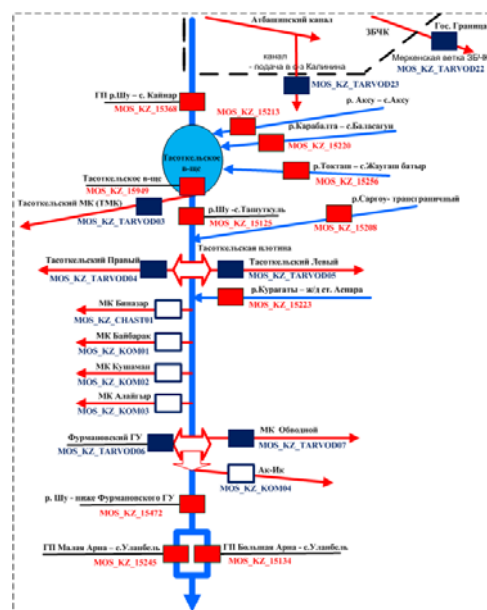 Атбашинский канал
ЗБЧК
Гос. Граница
Меркенская ветка ЗБЧК
MOS_KZ_TARVOD22
канал
- подача в с-з Калинина
MOS_KZ_TARVOD23
ГП р.Шу – с. Кайнар
MOS_KZ_15368
MOS_KZ_15213
р. Аксу – с.Аксу
р.Карабалта – с.Баласагун
MOS_KZ_15220
Тасоткельское
в-ще
р.Токташ – с.Жаугаш батыр
MOS_KZ_15256
Тасоткельское в-ще
MOS_KZ_15949
Тасоткельский МК (ТМК)
MOS_KZ_TARVOD03
р.Шу -с.Ташуткуль
MOS_KZ_15125
р.Саргоу- трансграничный
MOS_KZ_15208
Тасоткельская плотина
Тасоткельский Правый
MOS_KZ_TARVOD04
Тасоткельский Левый
MOS_KZ_TARVOD05
р.Курагаты – ж/д ст. Аспара
MOS_KZ_15223
МК Биназар
MOS_KZ_CHAST01
МК Байбарак
MOS_KZ_KOM01
МК Кушаман
MOS_KZ_KOM02
МК Алайгыр
MOS_KZ_KOM03
Фурмановский ГУ
MOS_KZ_TARVOD06
МК Обводной
MOS_KZ_TARVOD07
Ак-Ик
MOS_KZ_KOM04
р. Шу - ниже Фурмановского ГУ
MOS_KZ_15472
ГП Малая Арна – с.Уланбель
MOS_KZ_15245
ГП Большая Арна - с.Уланбель
MOS_KZ_15134